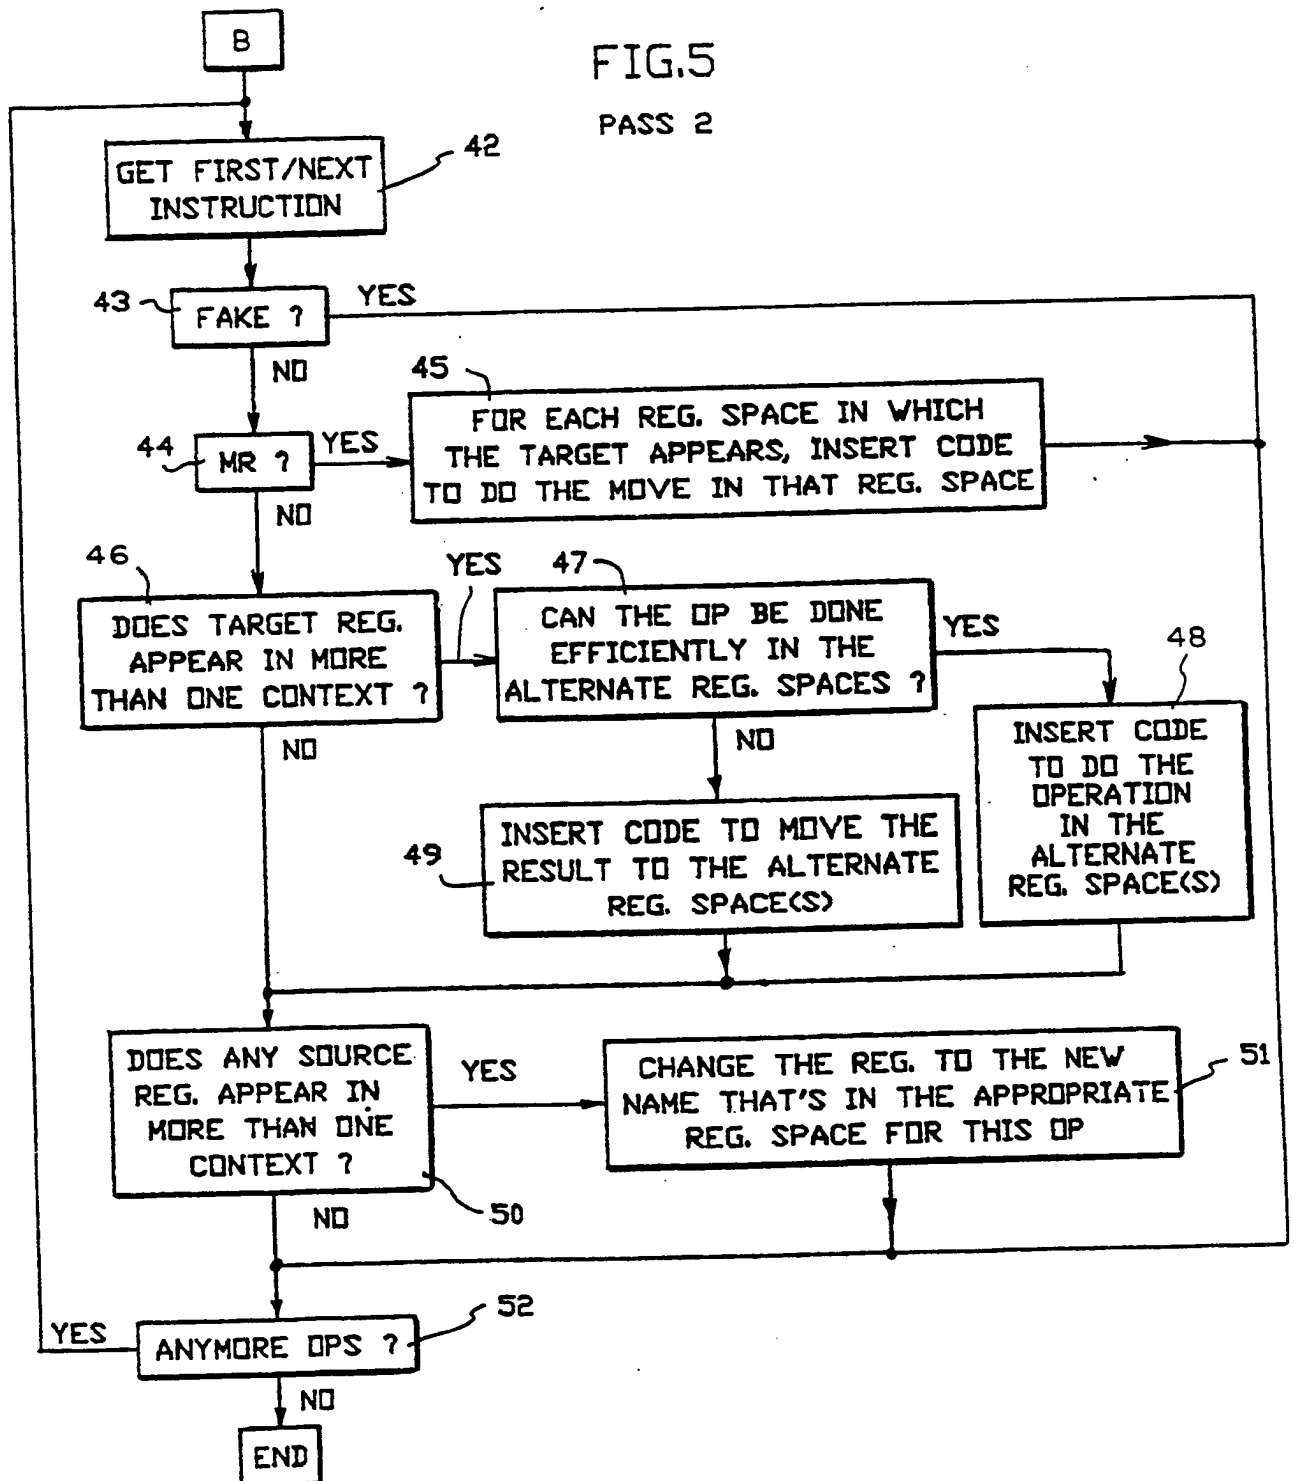 B
FIG.5
PASS 2
42
GET FIRST/NEXT
INSTRUCTION
43
FAKE ?
YES
NO
44
MR ?
YES
NO
45
FOR EACH REG. SPACE IN WHICH
THE TARGET APPEARS, INSERT CODE
TO DO THE MOVE IN THAT REG. SPACE
46
DOES TARGET REG.
APPEAR IN MORE
THAN ONE CONTEXT ?
YES
NO
47
CAN THE OP BE DONE
EFFICIENTLY IN THE
ALTERNATE REG. SPACES ?
YES
NO
48
INSERT CODE
TO DO THE
OPERATION
IN THE
ALTERNATE
REG. SPACE(S)
49
INSERT CODE TO MOVE THE
RESULT TO THE ALTERNATE
REG. SPACE(S)
DOES ANY SOURCE
REG. APPEAR IN
MORE THAN ONE
CONTEXT ?
50
YES
NO
CHANGE THE REG. TO THE NEW
NAME THAT'S IN THE APPROPRIATE
REG. SPACE FOR THIS OP
51
52
ANYMORE OPS ?
YES
NO
END